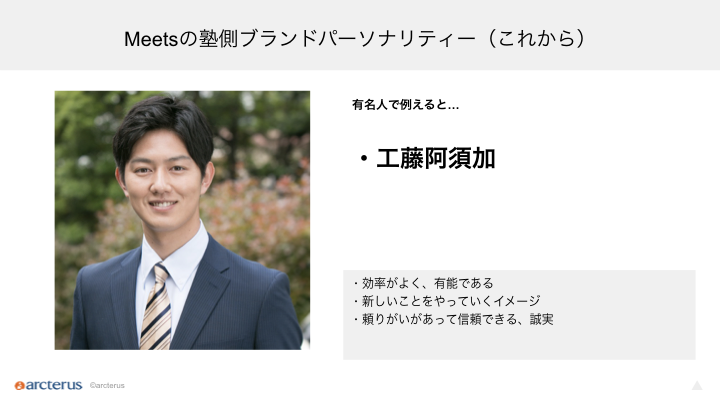 Meetsの塾側ブランドパーソナリティー（これから）
有名人で例えると…
・工藤阿須加
・効率がよく、有能である
・新しいことをやっていくイメージ
・頼りがいがあって信頼できる、誠実
arcterus ©arcterus